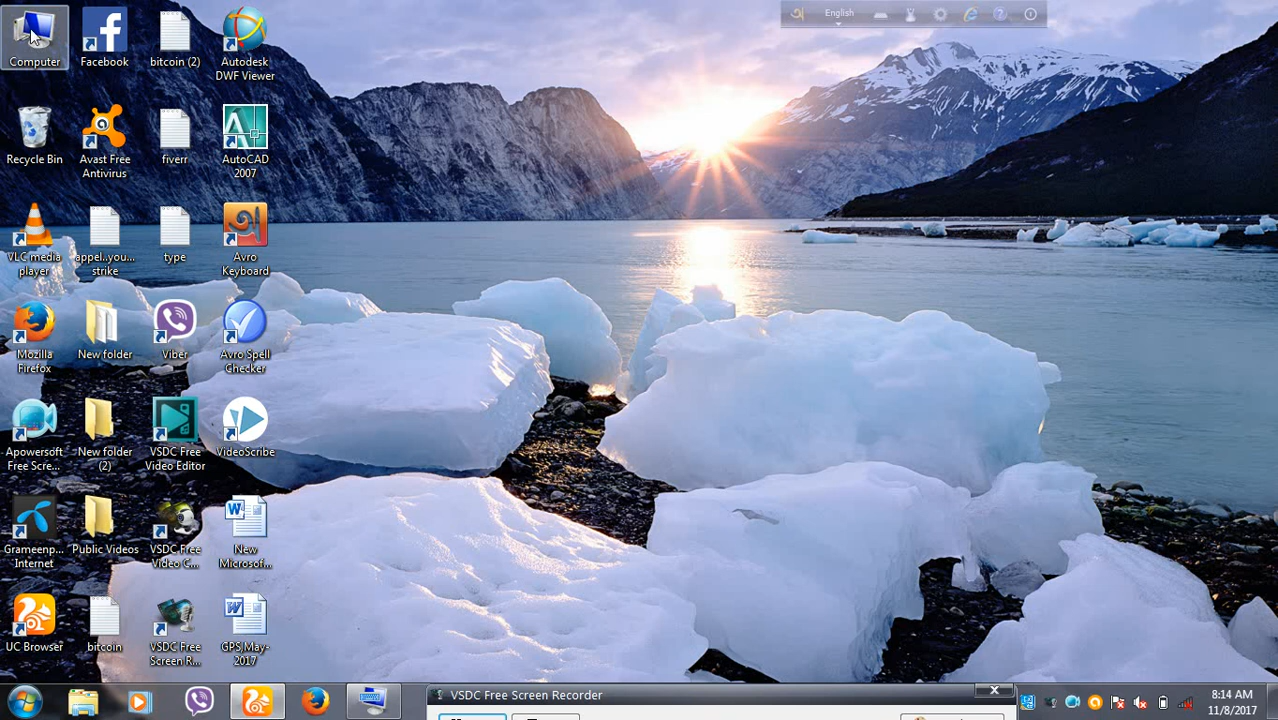 English
Computer
Facebook
bitcoin (2)
Autodesk
DWF Viewer
Recycle Bin
Avast Free
Antivirus
fiverr
AutoCAD
2007
VLC media
player
appel..you...
strike
type
Avro
Keyboard
Mozilla
Firefox
New folder
Viber
Avro Spell
Checker
Apowersoft
Free Scre...
New folder
(2)
VSDC Free
Video Editor
VideoScribe
Grameenp...
Internet
Public Videos
VSDC Free
Video C...
New
Microsof...
UC Browser
bitcoin
VSDC Free
Screen R...
GPS May-
2017
VSDC Free Screen Recorder
8:14 AM
11/8/2017